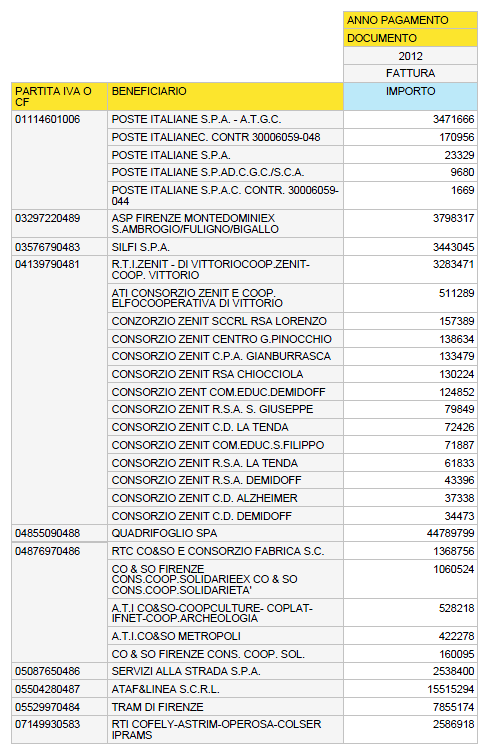 ANNO PAGAMENTO
DOCUMENTO
2012
FATTURA
PARTITA IVA O CF BENEFICIARIO IMPORTO
01114601006 POSTE ITALIANE S.P.A. - A.T.G.C. 3471666
POSTE ITALIANEC. CONTR 30006059-048 170956
POSTE ITALIANE S.P.A. 23329
POSTE ITALIANE S.P.AD.C.G.C./S.C.A. 9680
POSTE ITALIANE S.P.A.C. CONTR. 30006059-
044 1669
03297220489 ASP FIRENZE MONTEDOMINIEX
S.AMBROGIO/FULIGNO/BIGALLO 3798317
03576790483 SILFI S.P.A. 3443045
04139790481 R.T.I.ZENIT - DI VITTORIOCOOP.ZENIT-
COOP. VITTORIO 3283471
ATI CONSORZIO ZENIT E COOP.
ELFOCOOPERATIVA DI VITTORIO 511289
CONZORZIO ZENIT SCCRL RSA LORENZO 157389
CONSORZIO ZENIT CENTRO G.PINOCCHIO 138634
CONSORZIO ZENIT C.P.A. GIANBURRASCA 133479
CONSORZIO ZENIT RSA CHIOCCIOLA 130224
CONSORZIO ZENT COM.EDUC.DEMIDOFF 124852
CONSORZIO ZENIT R.S.A. S. GIUSEPPE 79849
CONSORZIO ZENIT C.D. LA TENDA 72426
CONSORZIO ZENIT COM.EDUC.S.FILIPPO 71887
CONSORZIO ZENIT R.S.A. LA TENDA 61833
CONSORZIO ZENIT R.S.A. DEMIDOFF 43396
CONSORZIO ZENIT C.D. ALZHEIMER 37338
CONSORZIO ZENIT C.D. DEMIDOFF 34473
04855090488 QUADRIFOGLIO SPA 44789799
04876970486 RTC CO&SO E CONSORZIO FABRICA S.C. 1368756
CO & SO FIRENZE
CONS.COOP.SOLIDARIEEX CO & SO
CONS.COOP.SOLIDARIETA' 1060524
A.T.I CO&SO-COOPCULTURE- COPLAT-
IFNET-COOP.ARCHEOLOGIA 528218
A.T.I.CO&SO METROPOLI 422278
CO & SO FIRENZE CONS. COOP. SOL. 160095
05087650486 SERVIZI ALLA STRADA S.P.A. 2538400
05504280487 ATAF&LINEA S.C.R.L. 15515294
05529970484 TRAM DI FIRENZE 7855174
07149930583 RTI COFELY-ASTRIM-OPEROSA-COLSER
IPRAMS 2586918